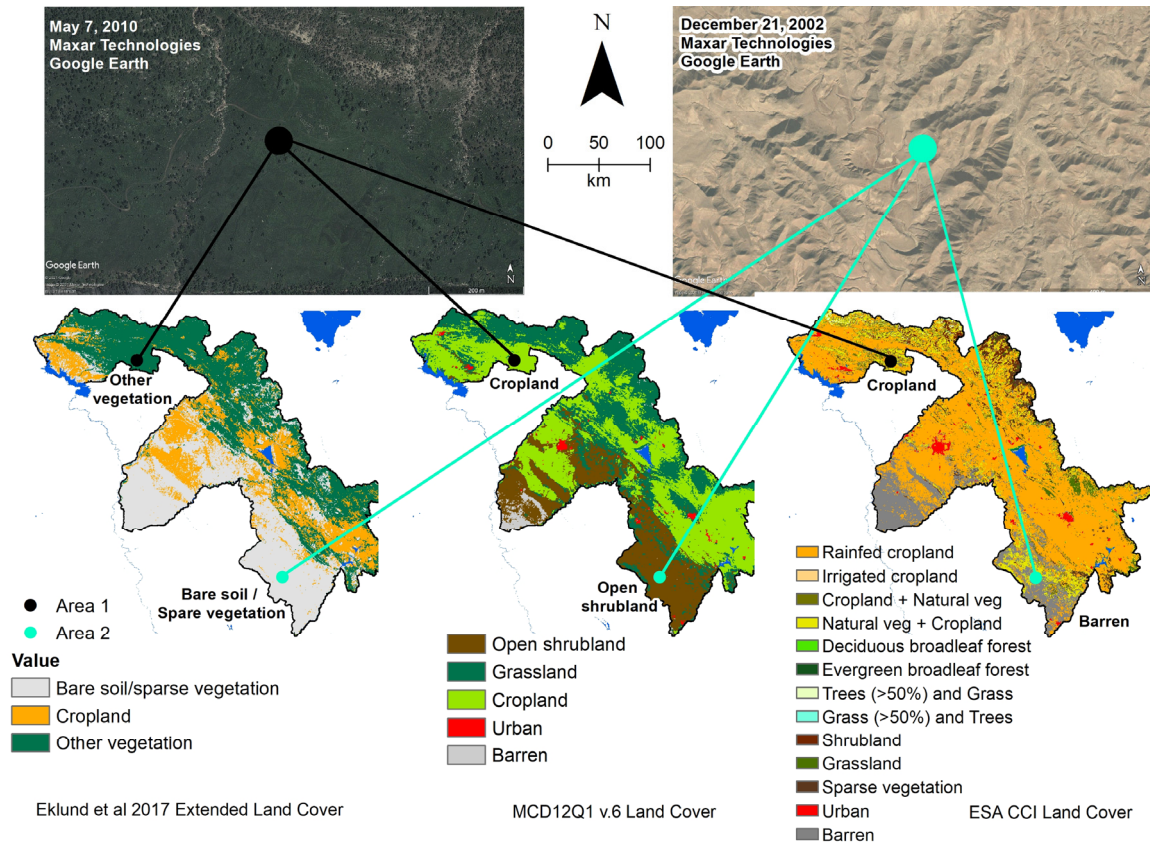 May 7, 2010
Maxar Technologies
Google Earth
Google Earth
N
200 m
N
0 50 100
km
December 21, 2002
Maxar Technologies
Google Earth
Google Earth
N
Other
vegetation
Bare soil /
Spare vegetation
Area 1
Area 2
Value
Bare soil/sparse vegetation
Cropland
Other vegetation
Eklund et al 2017 Extended Land Cover
Cropland
Open
shrubland
Open shrubland
Grassland
Cropland
Urban
Barren
MCD12Q1 v.6 Land Cover
Cropland
Barren
Rainfed cropland
Irrigated cropland
Cropland + Natural veg
Natural veg + Cropland
Deciduous broadleaf forest
Evergreen broadleaf forest
Trees (>50%) and Grass
Grass (>50%) and Trees
Shrubland
Grassland
Sparse vegetation
Urban
Barren
ESA CCI Land Cover